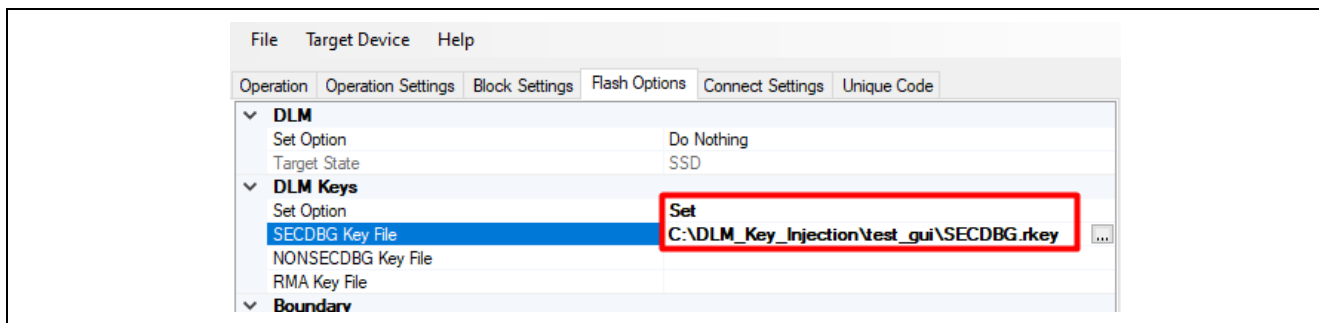 File Target Device Help
Operation Operation Settings Block Settings Flash Options Connect Settings Unique Code
DLM
Set Option Do Nothing
Target State SSD
DLM Keys
Set Option Set
SECDBG Key File C:\DLM_Key_Injection\test_gui\SECDBG.rkey ...
NONSECDBG Key File
RMA Key File
Boundary